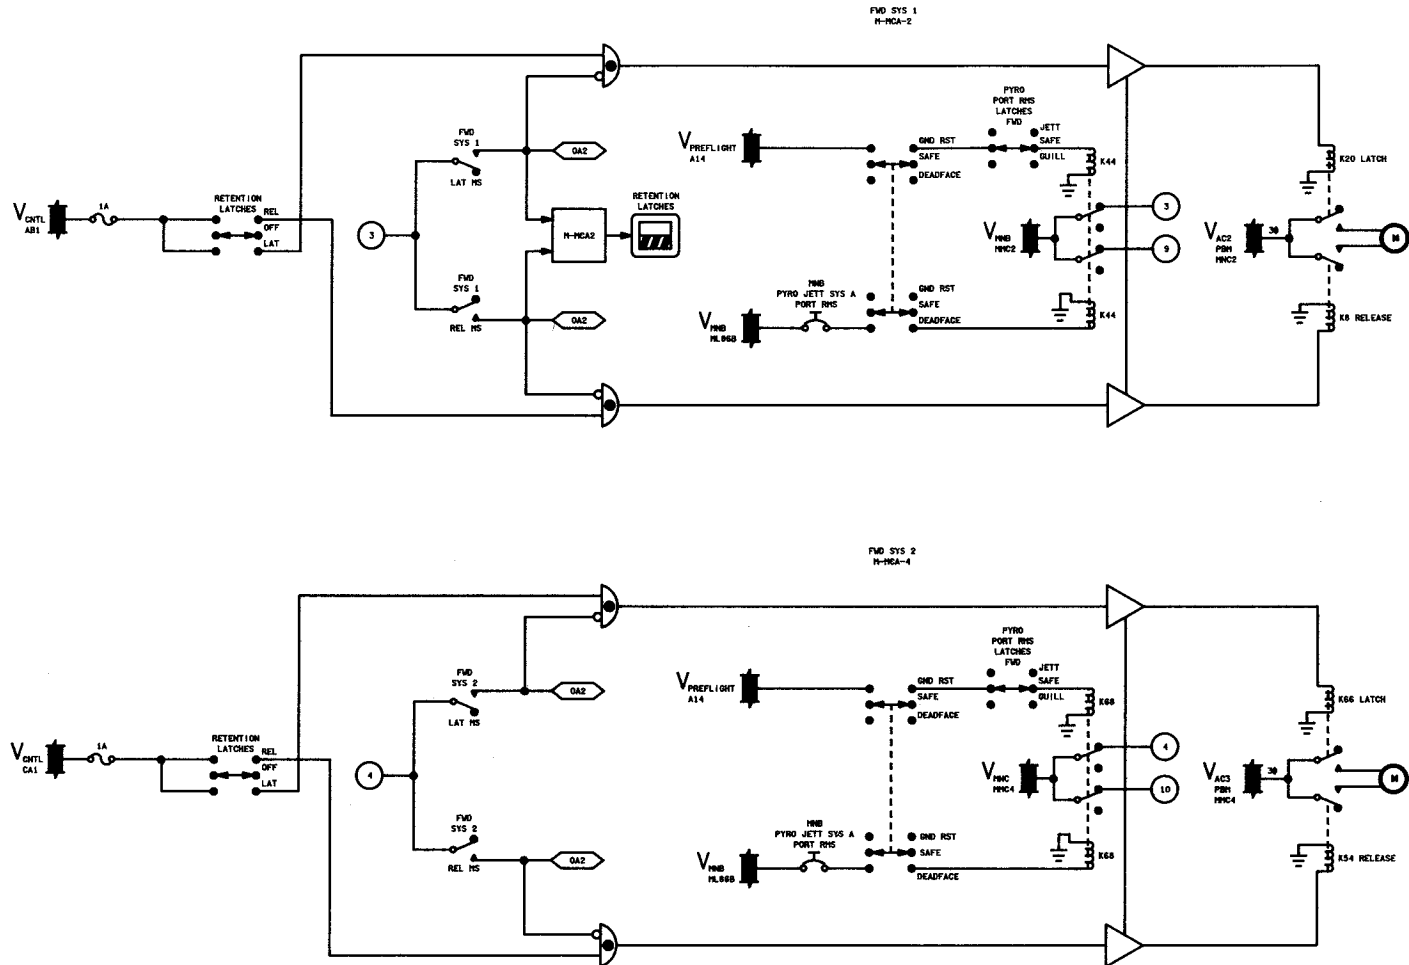 FWD SYS 1
M-MCA-2
PYRO
PORT RMS
LATCHES
FWD
JETT
SAFE
GUILL
GND RST
SAFE
DEADFACE
V PREFLIGHT
A14
K44
K20 LATCH
FWD
SYS 1
LAT MS
OA2
RETENTION
LATCHES
M-MCA2
V CNTL
AB1
1A
RETENTION
LATCHES
REL
OFF
LAT
3
3
9
V MNB
MMC2
V AC2
PBM
MMC2
3Φ
M
FWD
SYS 1
REL MS
OA2
MNB
PYRO JETT SYS A
PORT RMS
V MNB
ML86B
GND RST
SAFE
DEADFACE
K44
K8 RELEASE
FWD SYS 2
M-MCA-4
PYRO
PORT RMS
LATCHES
FWD
JETT
SAFE
GUILL
GND RST
SAFE
DEADFACE
V PREFLIGHT
A14
K68
K66 LATCH
FWD
SYS 2
LAT MS
OA2
V CNTL
CA1
1A
RETENTION
LATCHES
REL
OFF
LAT
4
4
10
V MNC
MMC4
V AC3
PBM
MMC4
3Φ
M
FWD
SYS 2
REL MS
OA2
MNB
PYRO JETT SYS A
PORT RMS
V MNB
ML86B
GND RST
SAFE
DEADFACE
K68
K54 RELEASE